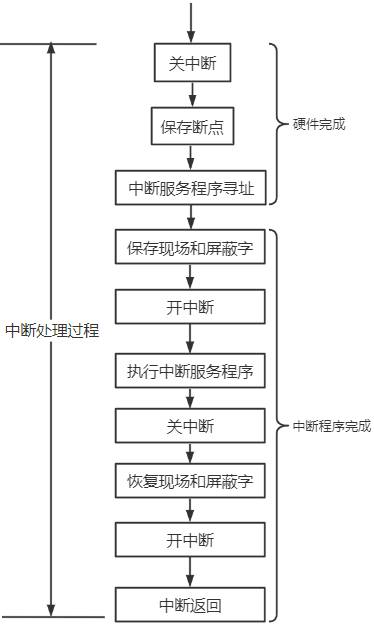 关中断
保存断点
硬件完成
中断服务程序寻址
保存现场和屏蔽字
开中断
中断处理过程
执行中断服务程序
关中断
中断程序完成
恢复现场和屏蔽字
开中断
中断返回